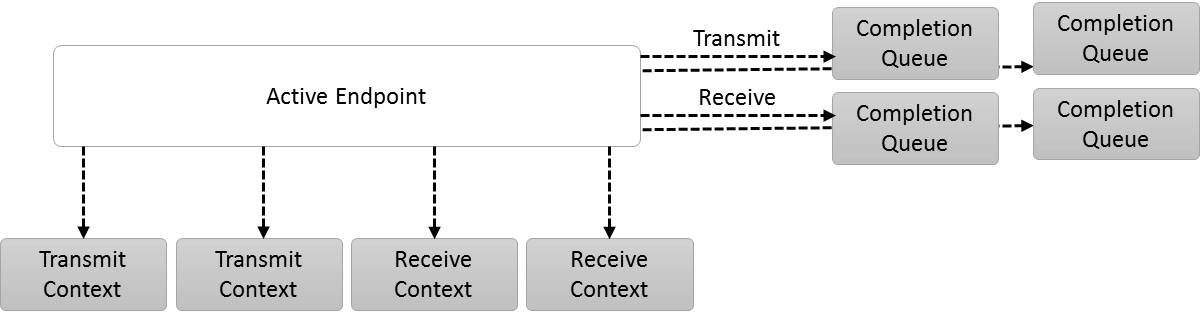 Transmit
Completion
Queue
Completion
Queue
Active Endpoint
Receive
Completion
Queue
Completion
Queue
Transmit
Context
Transmit
Context
Receive
Context
Receive
Context